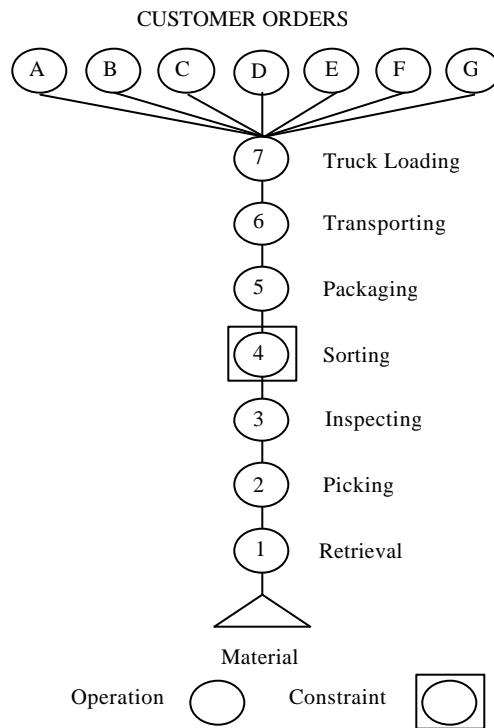 CUSTOMER ORDERS
A B C D E F G
7 Truck Loading
6 Transporting
5 Packaging
4 Sorting
3 Inspecting
2 Picking
1 Retrieval
Material
Operation Constraint